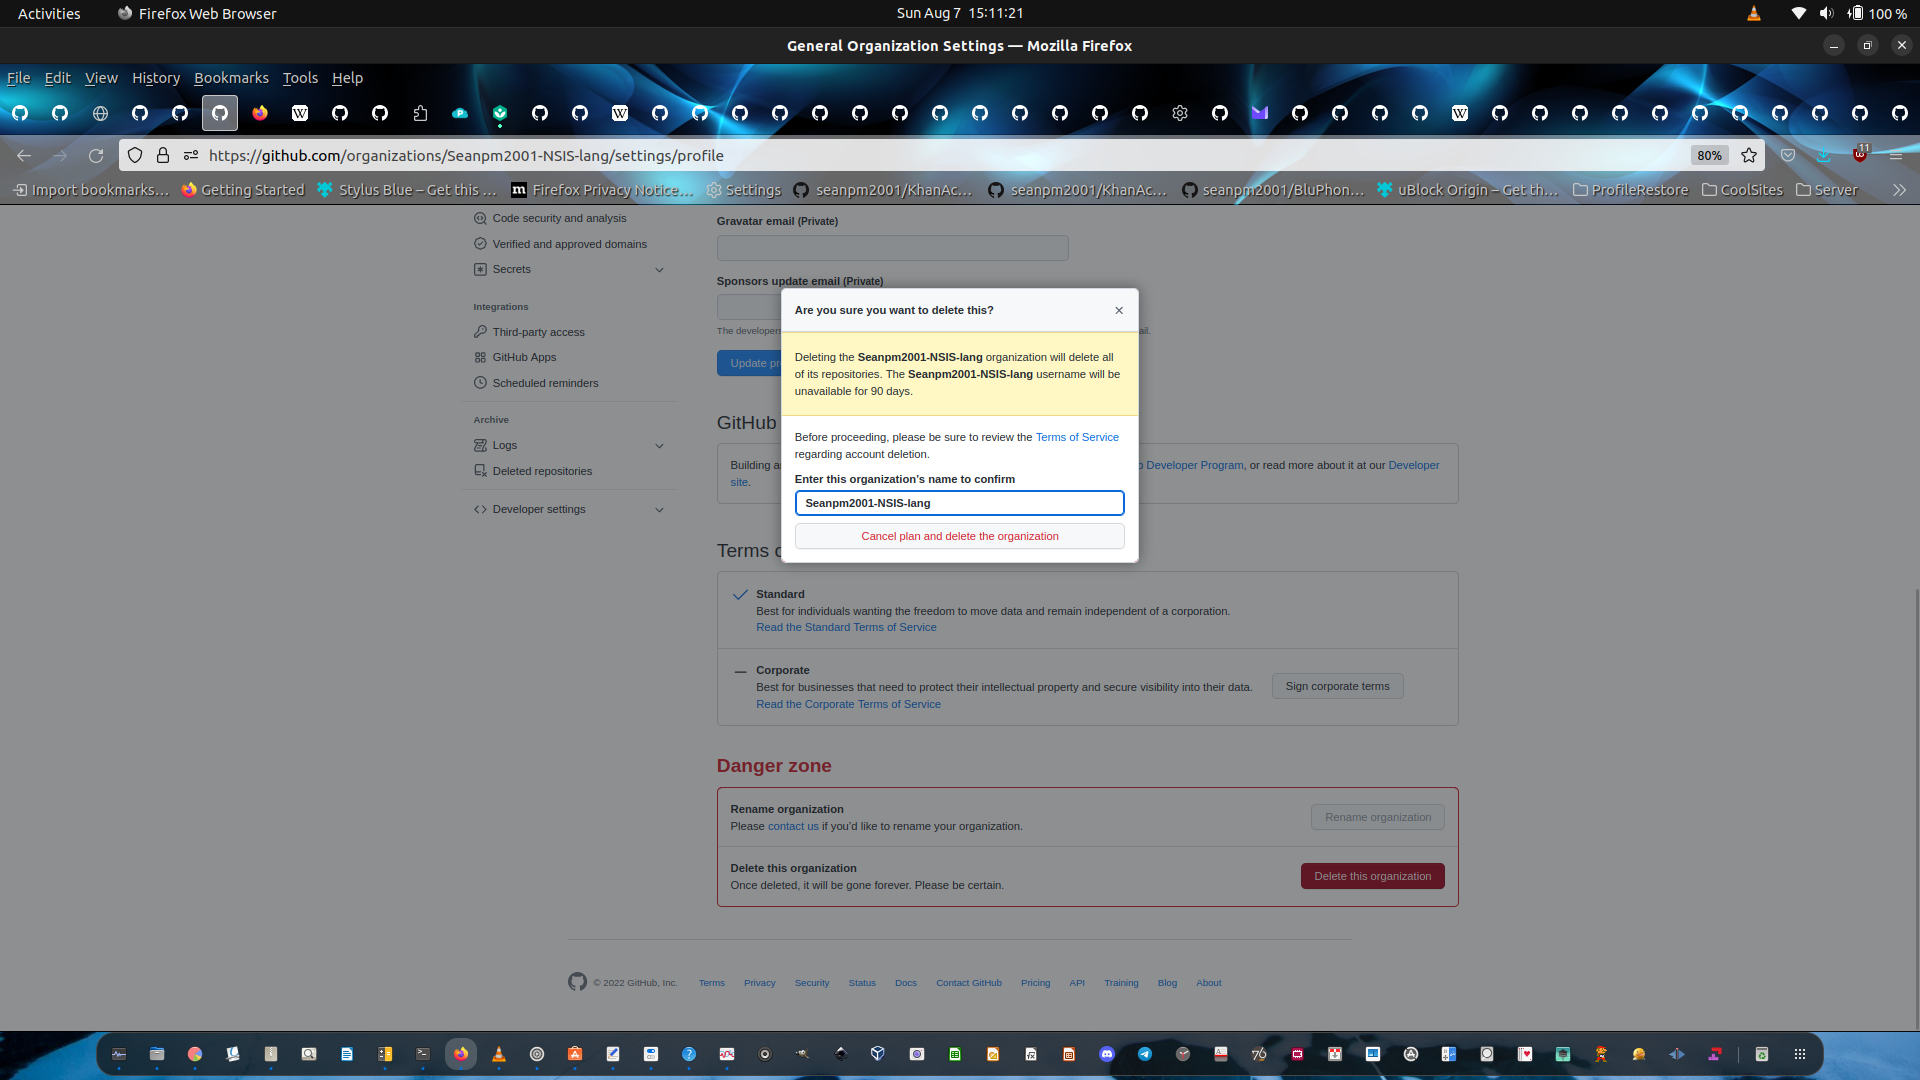 Activities
Firefox Web Browser
Sun Aug 7 15:11:21
100 %
General Organization Settings — Mozilla Firefox
File Edit View History Bookmarks Tools Help
https://github.com/organizations/Seanpm2001-NSIS-lang/settings/profile
80%
11
Import bookmarks...
Getting Started
Stylus Blue – Get this ...
Firefox Privacy Notice...
Settings
seanpm2001/KhanAc...
seanpm2001/KhanAc...
seanpm2001/BluPhon...
uBlock Origin – Get th...
ProfileRestore
CoolSites
Server
Code security and analysis
Verified and approved domains
Secrets
Integrations
Third-party access
GitHub Apps
Scheduled reminders
Archive
Logs
Deleted repositories
Developer settings
Gravatar email (Private)
Sponsors update email (Private)
The developer
ail.
Update pr
GitHub
Building a
Developer Program, or read more about it at our Developer
site.
Are you sure you want to delete this?
Deleting the Seanpm2001-NSIS-lang organization will delete all
of its repositories. The Seanpm2001-NSIS-lang username will be
unavailable for 90 days.
Before proceeding, please be sure to review the Terms of Service
regarding account deletion.
Enter this organization's name to confirm
Seanpm2001-NSIS-lang
Cancel plan and delete the organization
Terms
Standard
Best for individuals wanting the freedom to move data and remain independent of a corporation.
Read the Standard Terms of Service
Corporate
Best for businesses that need to protect their intellectual property and secure visibility into their data.
Read the Corporate Terms of Service
Sign corporate terms
Danger zone
Rename organization
Please contact us if you'd like to rename your organization.
Rename organization
Delete this organization
Once deleted, it will be gone forever. Please be certain.
Delete this organization
© 2022 GitHub, Inc.
Terms
Privacy
Security
Status
Docs
Contact GitHub
Pricing
API
Training
Blog
About